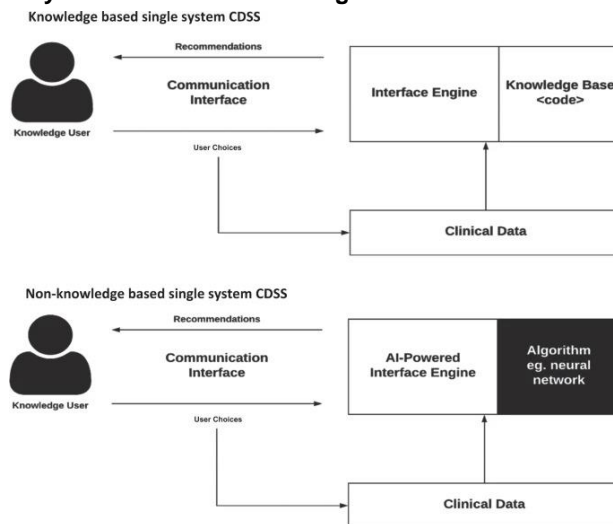 Knowledge based single system CDSS
Recommendations
Communication
Interface
Knowledge User
User Choices
Interface Engine
Knowledge Base
<code>
Clinical Data
Non-knowledge based single system CDSS
Recommendations
Communication
Interface
Knowledge User
User Choices
AI-Powered
Interface Engine
Algorithm
eg. neural
network
Clinical Data